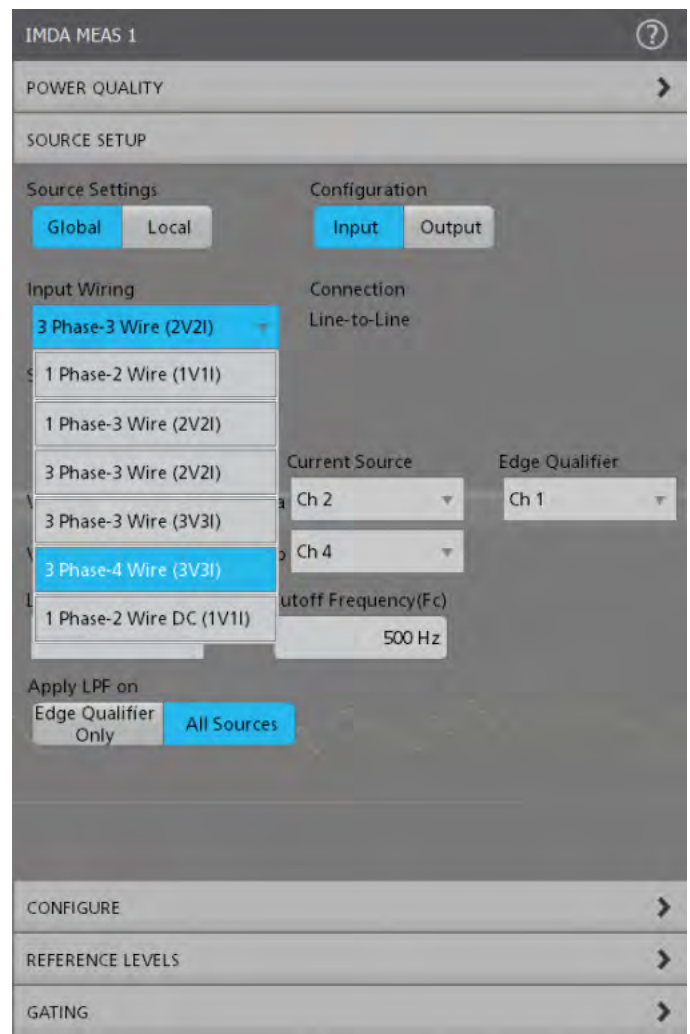 IMDA MEAS 1
?
POWER QUALITY
SOURCE SETUP
Source Settings
Configuration
Global
Local
Input
Output
Input Wiring
Connection
3 Phase-3 Wire (2V2I)
Line-to-Line
1 Phase-2 Wire (1V1I)
1 Phase-3 Wire (2V2I)
3 Phase-3 Wire (2V2I)
3 Phase-3 Wire (3V3I)
3 Phase-4 Wire (3V3I)
1 Phase-2 Wire DC (1V1I)
Current Source
Edge Qualifier
Ch 2
Ch 1
Ch 4
utoff Frequency(Fc)
500 Hz
Apply LPF on
Edge Qualifier
Only
All Sources
CONFIGURE
REFERENCE LEVELS
GATING